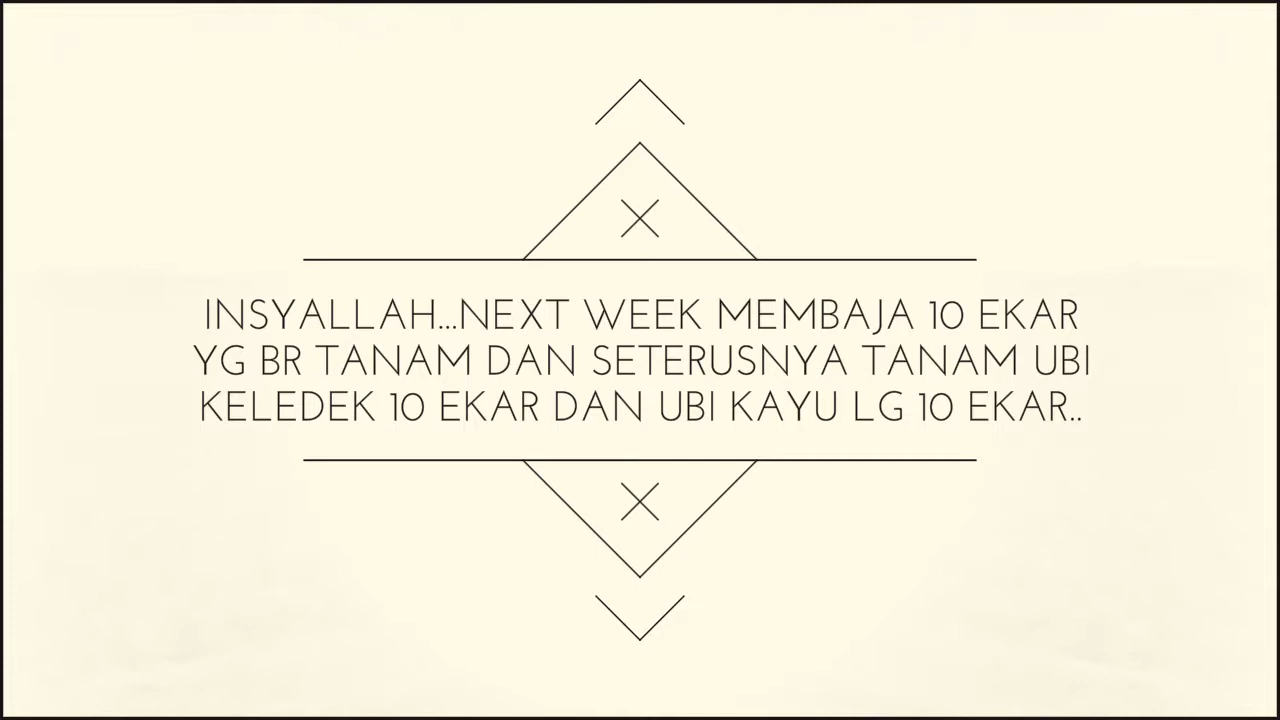 INSYALLAH...NEXT WEEK MEMBAJA 10 EKAR
YG BR TANAM DAN SETERUSNYA TANAM UBI
KELEDEK 10 EKAR DAN UBI KAYU LG 10 EKAR..